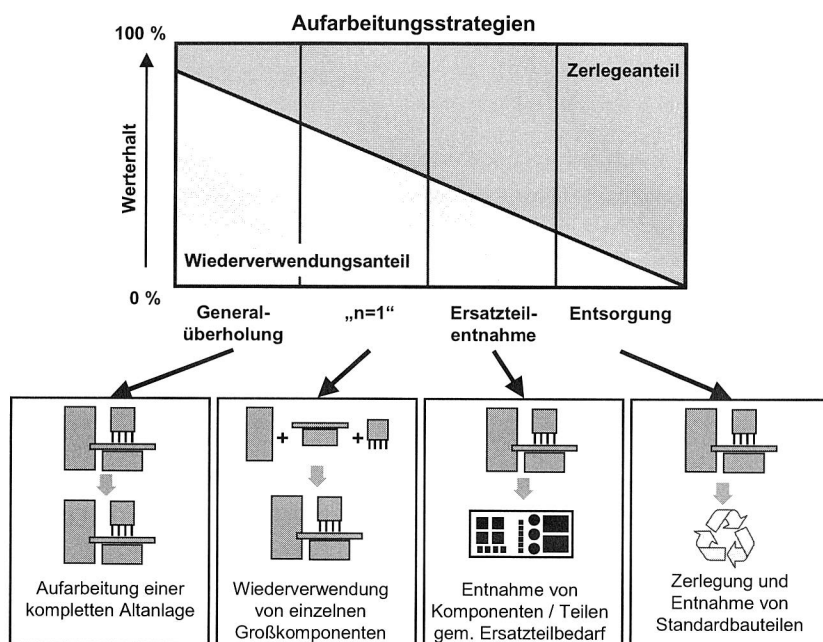 Aufarbeitungsstrategien
100 %
Zerlegeanteil
Werterhalt
Wiederverwendungsanteil
0 %
General-
überholung
„n=1“
Ersatzteil-
entnahme
Entsorgung
+
+
Aufarbeitung einer
kompletten Altanlage
Wiederverwendung
von einzelnen
Großkomponenten
Entnahme von
Komponenten / Teilen
gem. Ersatzteilbedarf
Zerlegung und
Entnahme von
Standardbauteilen